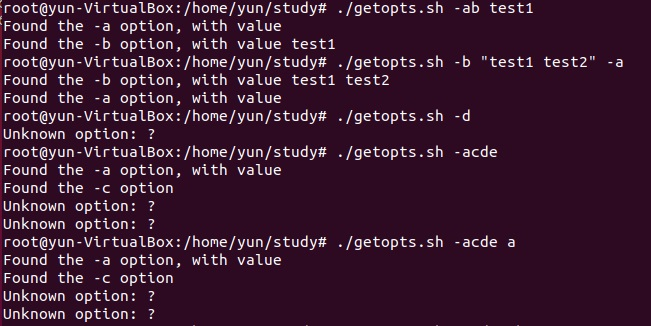 root@yun-VirtualBox:/home/yun/study# ./getopts.sh -ab test1
Found the -a option, with value
Found the -b option, with value test1
root@yun-VirtualBox:/home/yun/study# ./getopts.sh -b "test1 test2" -a
Found the -b option, with value test1 test2
Found the -a option, with value
root@yun-VirtualBox:/home/yun/study# ./getopts.sh -d
Unknown option: ?
root@yun-VirtualBox:/home/yun/study# ./getopts.sh -acde
Found the -a option, with value
Found the -c option
Unknown option: ?
Unknown option: ?
root@yun-VirtualBox:/home/yun/study# ./getopts.sh -acde a
Found the -a option, with value
Found the -c option
Unknown option: ?
Unknown option: ?